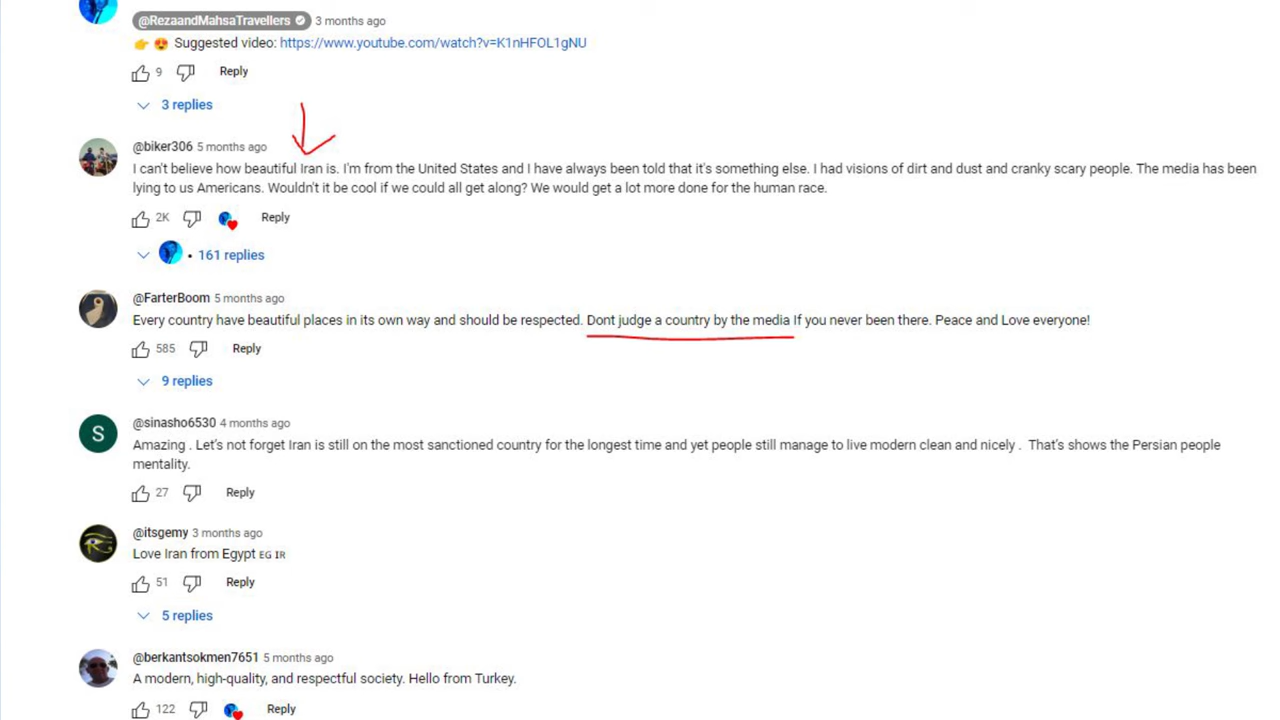 @RezaandMahsaTravellers 3 months ago
👉 😍 Suggested video: https://www.youtube.com/watch?v=K1nHFOL1gNU
9 Reply
3 replies
@biker306 5 months ago
I can't believe how beautiful Iran is. I'm from the United States and I have always been told that it's something else. I had visions of dirt and dust and cranky scary people. The media has been
lying to us Americans. Wouldn't it be cool if we could all get along? We would get a lot more done for the human race.
2K Reply
• 161 replies
@FarterBoom 5 months ago
Every country have beautiful places in its own way and should be respected. Dont judge a country by the media If you never been there. Peace and Love everyone!
585 Reply
9 replies
S
@sinasho6530 4 months ago
Amazing . Let's not forget Iran is still on the most sanctioned country for the longest time and yet people still manage to live modern clean and nicely . That's shows the Persian people
mentality.
27 Reply
@itsgemy 3 months ago
Love Iran from Egypt EG IR
51 Reply
5 replies
@berkantsokmen7651 5 months ago
A modern, high-quality, and respectful society. Hello from Turkey.
122 Reply